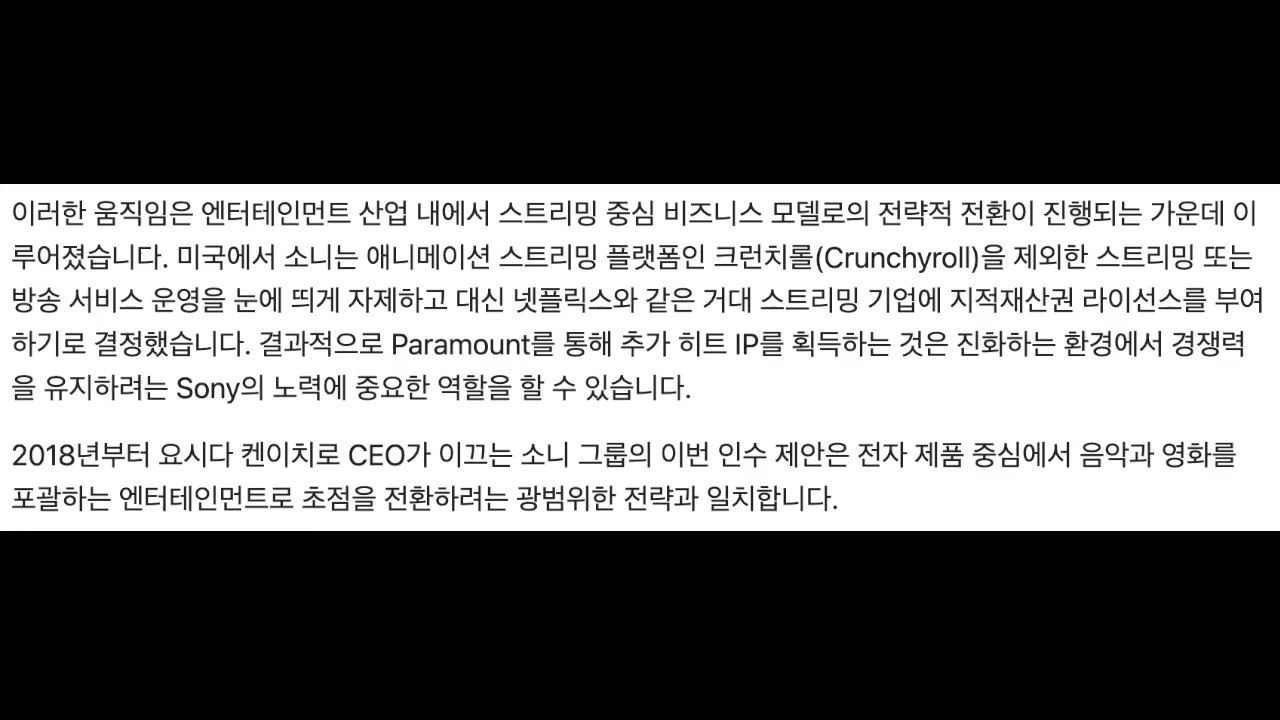 이러한 움직임은 엔터테인먼트 산업 내에서 스트리밍 중심 비즈니스 모델로의 전략적 전환이 진행되는 가운데 이
루어졌습니다. 미국에서 소니는 애니메이션 스트리밍 플랫폼인 크런치롤(Crunchyroll)을 제외한 스트리밍 또는
방송 서비스 운영을 눈에 띄게 자제하고 대신 넷플릭스와 같은 거대 스트리밍 기업에 지적재산권 라이선스를 부여
하기로 결정했습니다. 결과적으로 Paramount를 통해 추가 히트 IP를 획득하는 것은 진화하는 환경에서 경쟁력
을 유지하려는 Sony의 노력에 중요한 역할을 할 수 있습니다.
2018년부터 요시다 켄이치로 CEO가 이끄는 소니 그룹의 이번 인수 제안은 전자 제품 중심에서 음악과 영화를
포괄하는 엔터테인먼트로 초점을 전환하려는 광범위한 전략과 일치합니다.